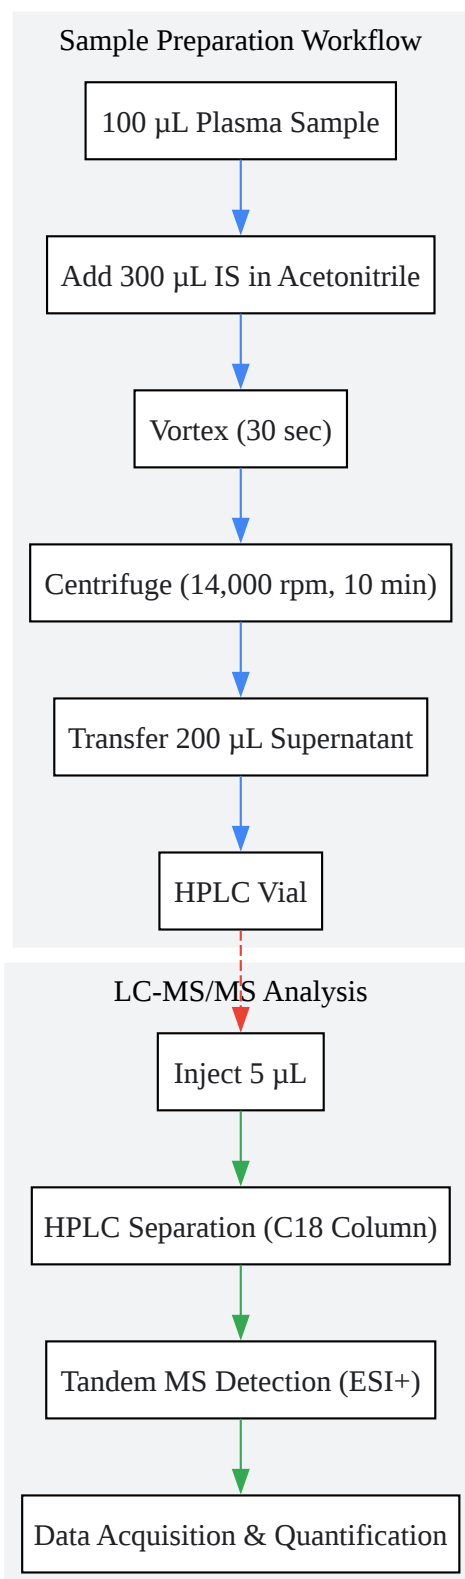 Sample Preparation Workflow
100 µL Plasma Sample
Add 300 µL IS in Acetonitrile
Vortex (30 sec)
Centrifuge (14,000 rpm, 10 min)
Transfer 200 µL Supernatant
HPLC Vial
LC-MS/MS Analysis
Inject 5 µL
HPLC Separation (C18 Column)
Tandem MS Detection (ESI+)
Data Acquisition & Quantification